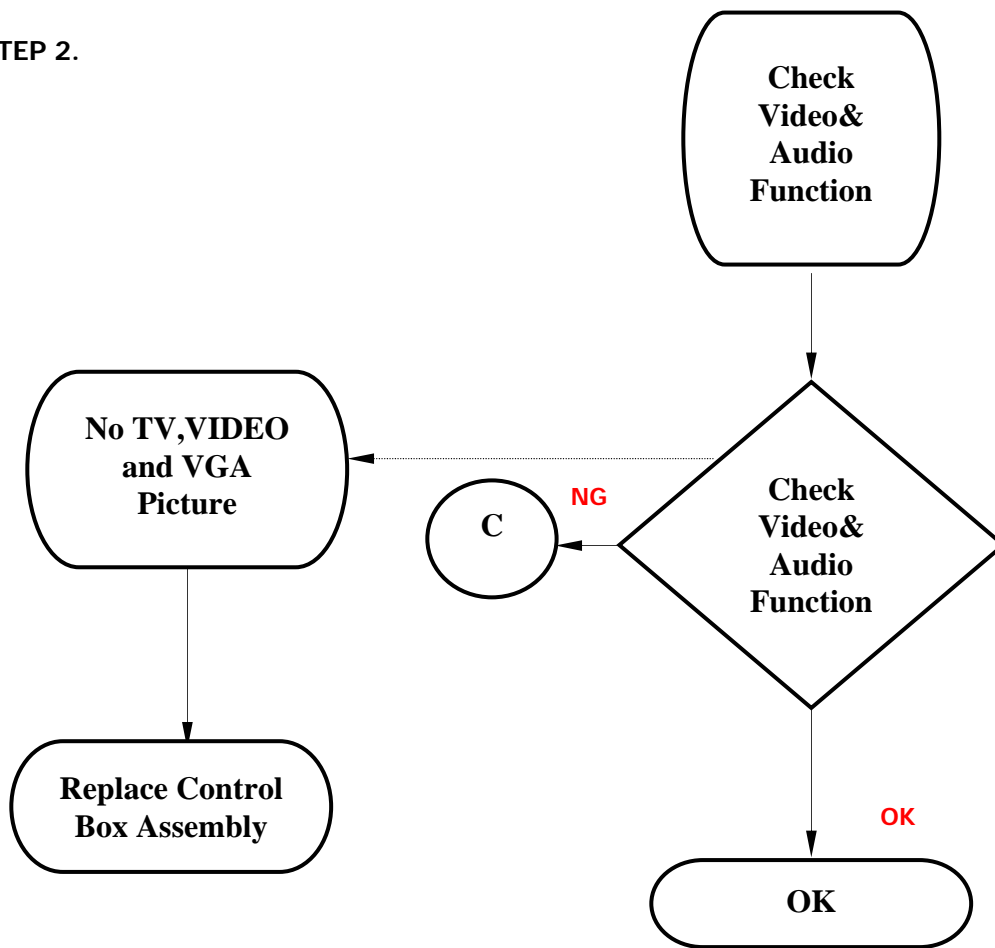 TEP 2.
Check
Video&
Audio
Function
No TV,VIDEO
and VGA
Picture
NG
C
Check
Video&
Audio
Function
Replace Control
Box Assembly
OK
OK